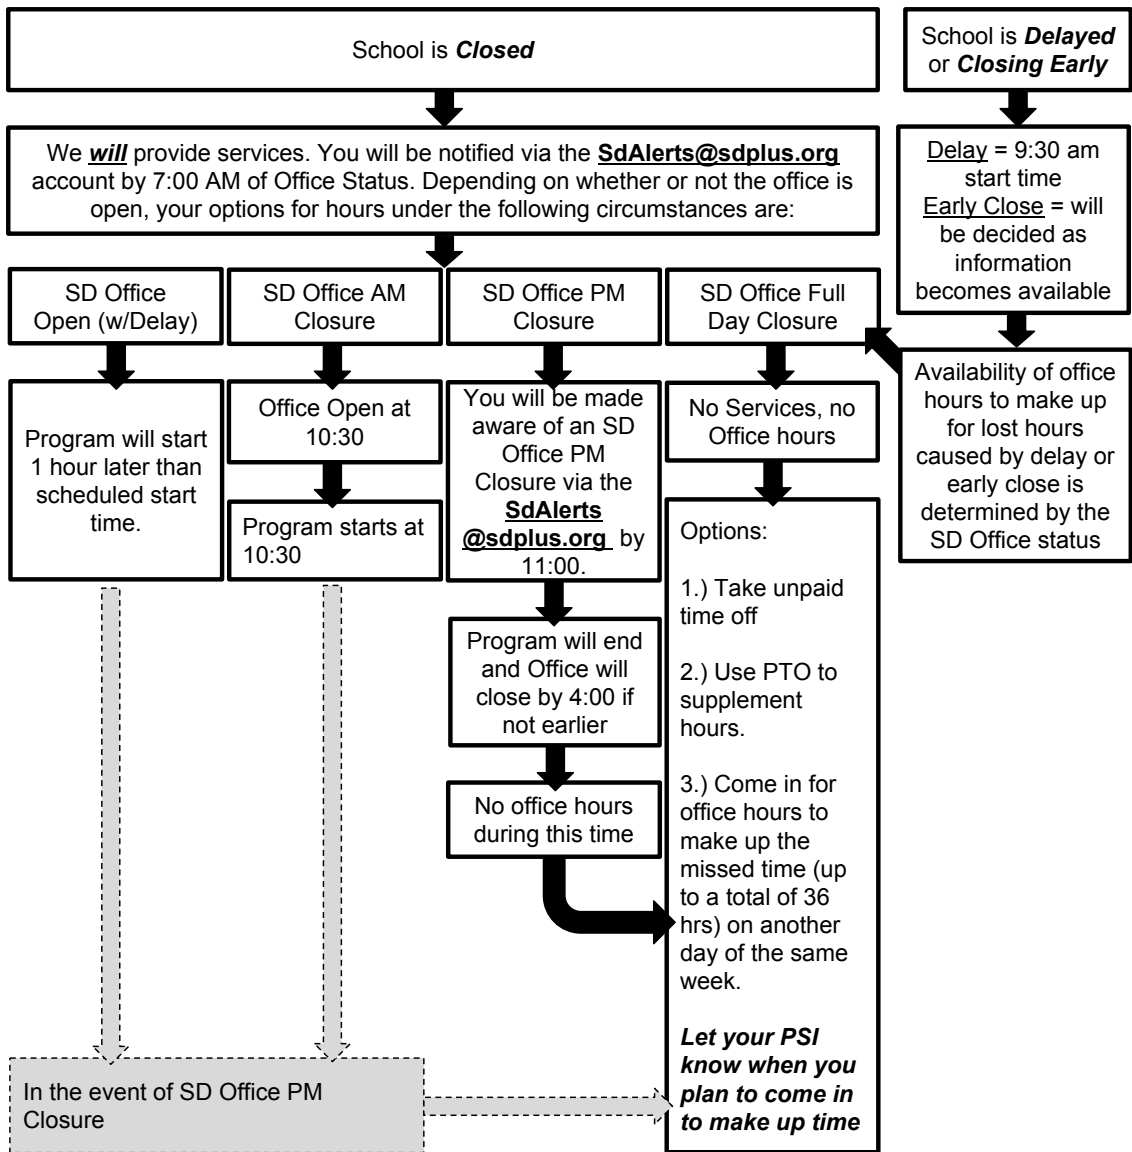 School is Closed
School is Delayed
or Closing Early
We will provide services. You will be notified via the SdAlerts@sdplus.org
account by 7:00 AM of Office Status. Depending on whether or not the office is
open, your options for hours under the following circumstances are:
Delay = 9:30 am
start time
Early Close = will
be decided as
information
becomes available
SD Office
Open (w/Delay)
SD Office AM
Closure
SD Office PM
Closure
SD Office Full
Day Closure
Program will start
1 hour later than
scheduled start
time.
Office Open at
10:30
Program starts at
10:30
You will be made
aware of an SD
Office PM
Closure via the
SdAlerts
@sdplus.org by
11:00.
Program will end
and Office will
close by 4:00 if
not earlier
No office hours
during this time
No Services, no
Office hours
Options:
1.) Take unpaid
time off
2.) Use PTO to
supplement
hours.
3.) Come in for
office hours to
make up the
missed time (up
to a total of 36
hrs) on another
day of the same
week.
Let your PSI
know when you
plan to come in
to make up time
Availability of office
hours to make up
for lost hours
caused by delay or
early close is
determined by the
SD Office status
In the event of SD Office PM
Closure